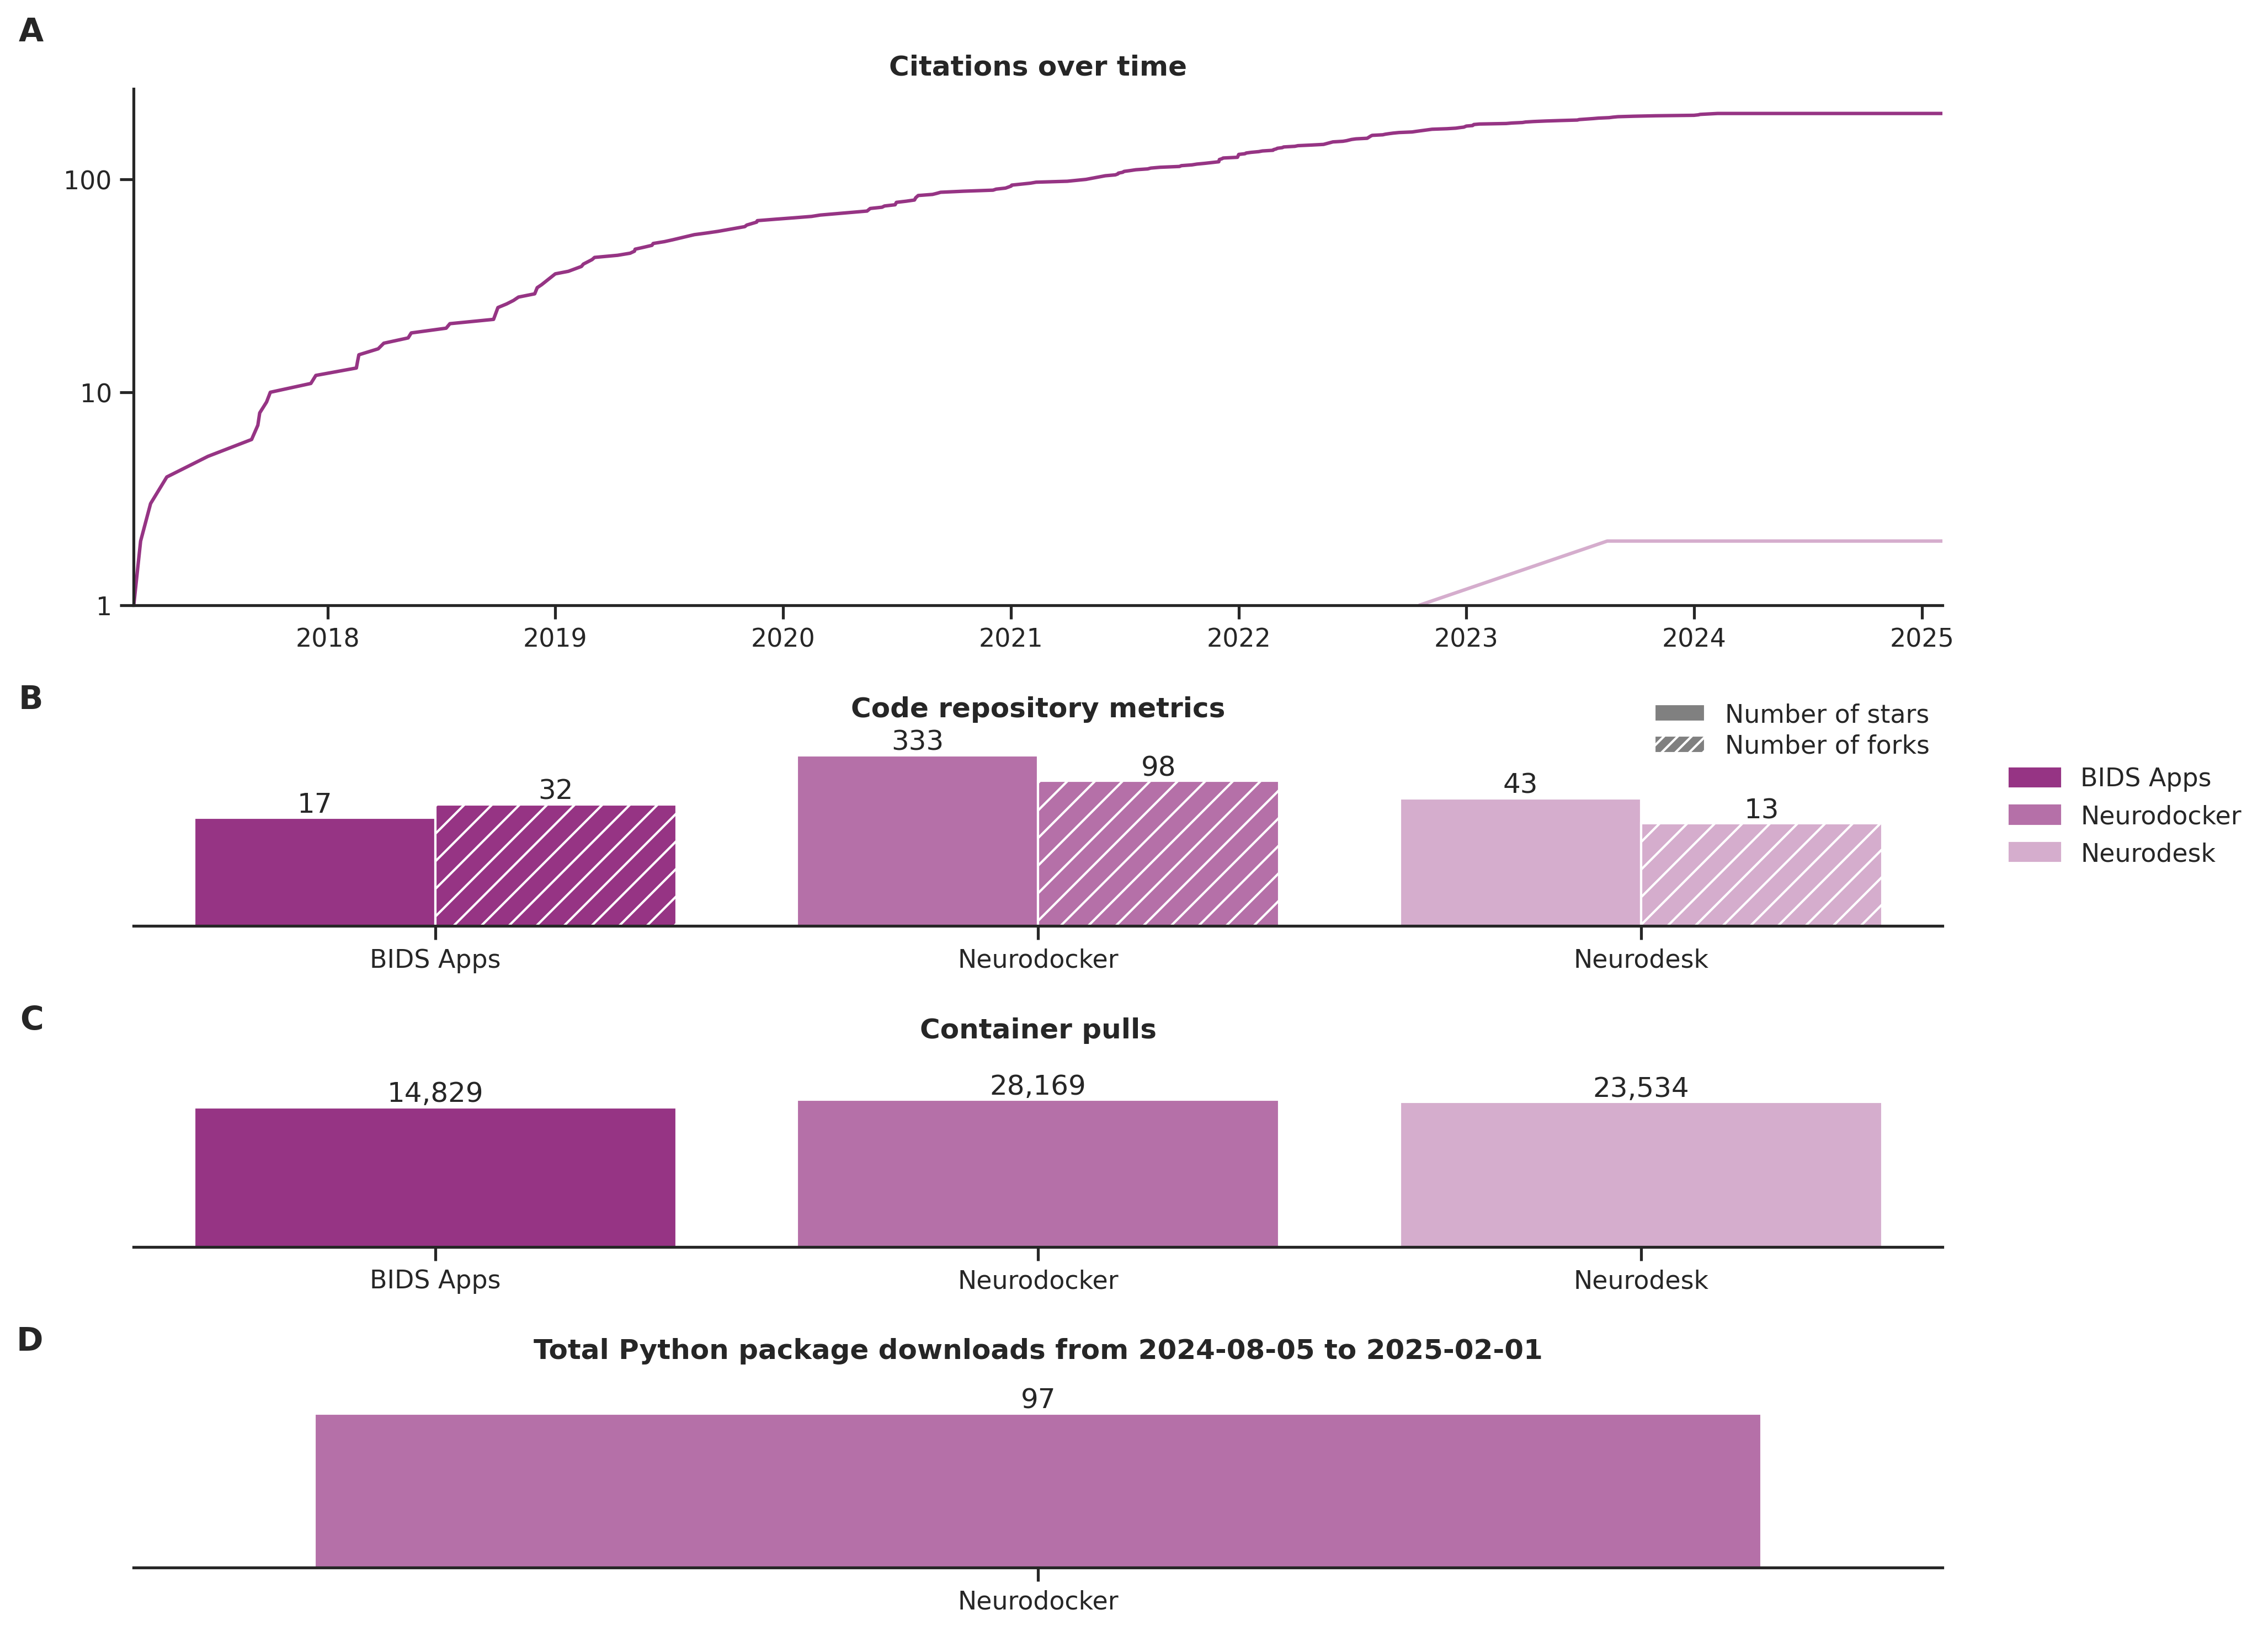 A
Citations over time
100
10
1
2018 2019 2020 2021 2022 2023 2024 2025
B
Code repository metrics
Number of stars
Number of forks
333
98
17
32
43
13
BIDS Apps
Neurodocker
Neurodesk
BIDS Apps Neurodocker Neurodesk
C
Container pulls
14,829 28,169 23,534
BIDS Apps Neurodocker Neurodesk
D
Total Python package downloads from 2024-08-05 to 2025-02-01
97
Neurodocker